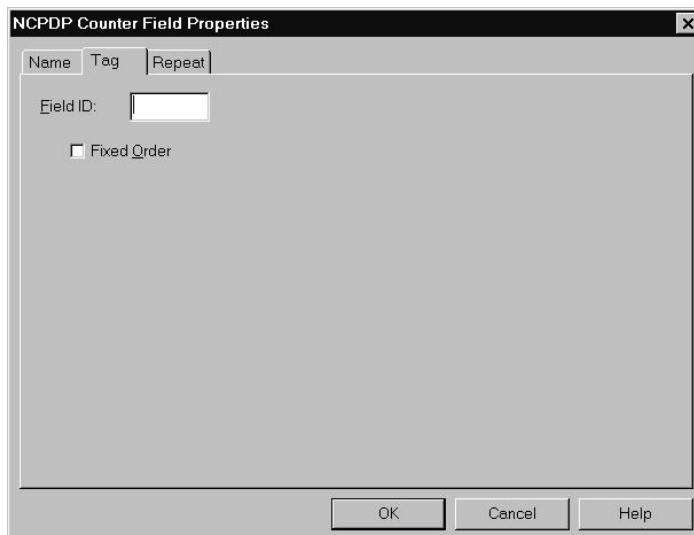 NCPDP Counter Field Properties
Name Tag Repeat
Field ID:
Fixed Order
OK Cancel Help